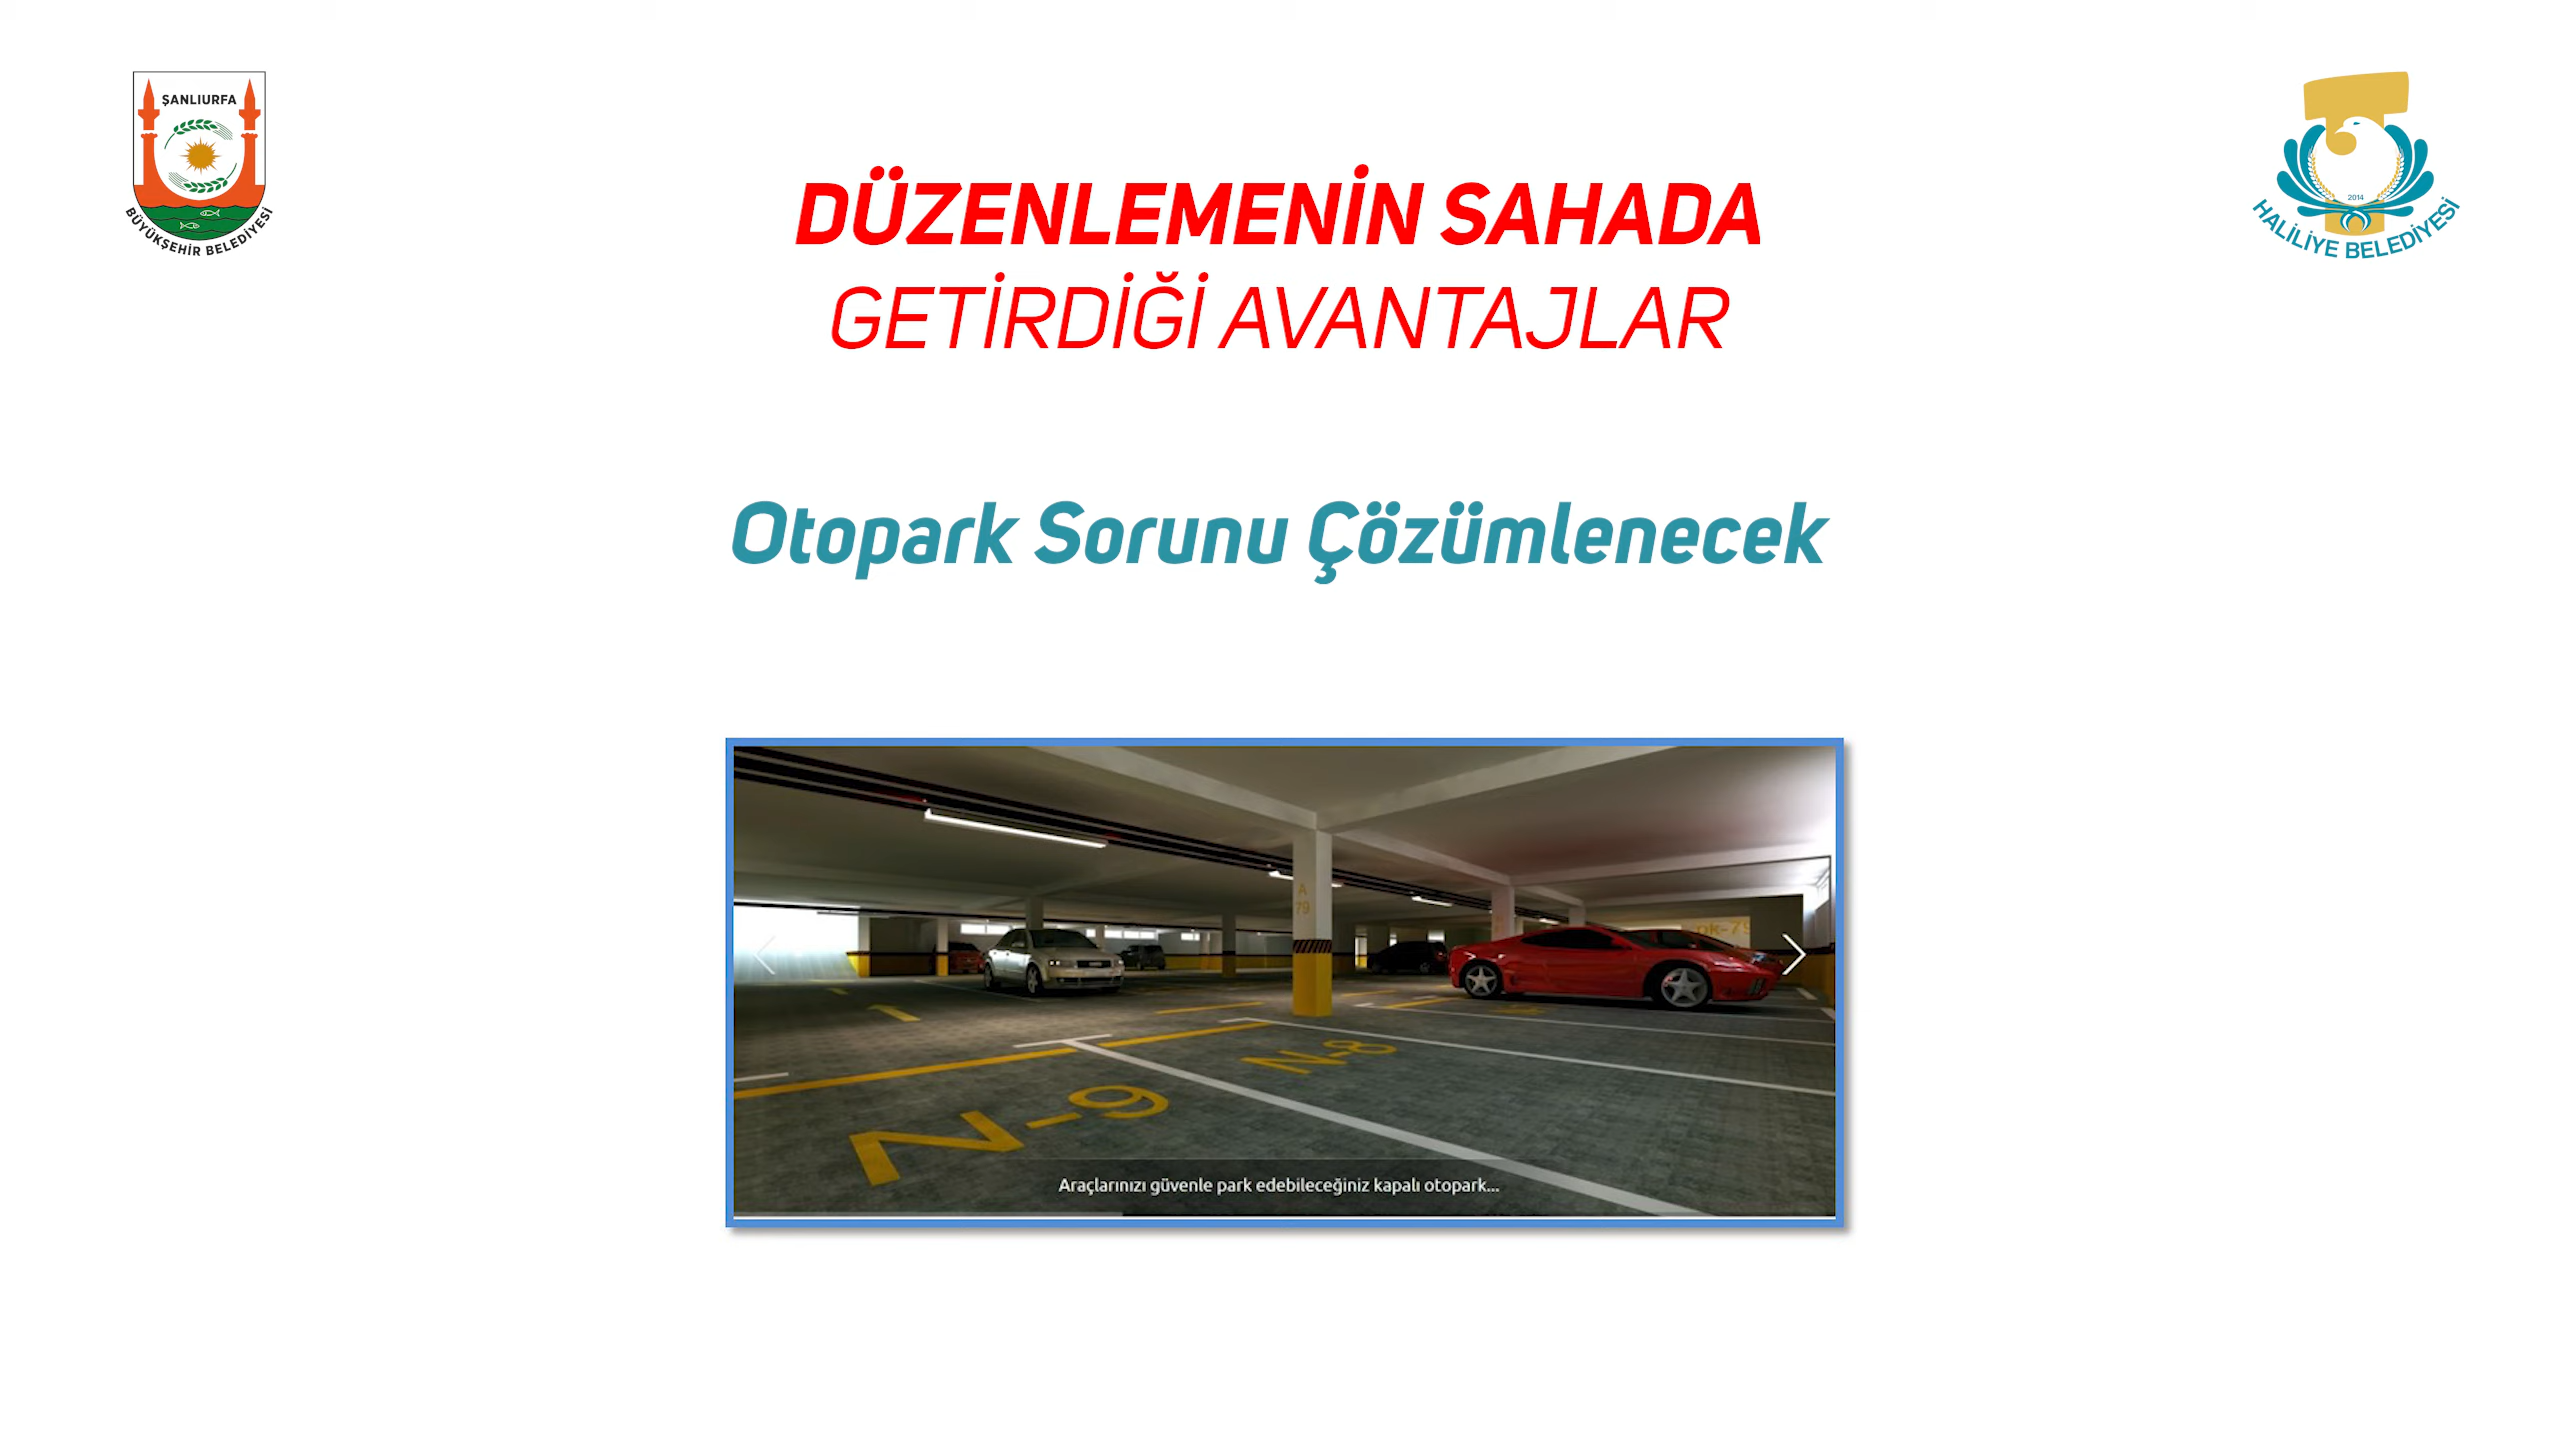 ŞANLIURFA
BÜYÜKŞEHİR BELEDİYESİ
2014
HALİLİYE BELEDİYESİ
DÜZENLEMENİN SAHADA
GETİRDİĞİ AVANTAJLAR
Otopark Sorunu Çözümlenecek
A
79
N-8
N-9
Araçlarınızı güvenle park edebileceğiniz kapalı otopark...